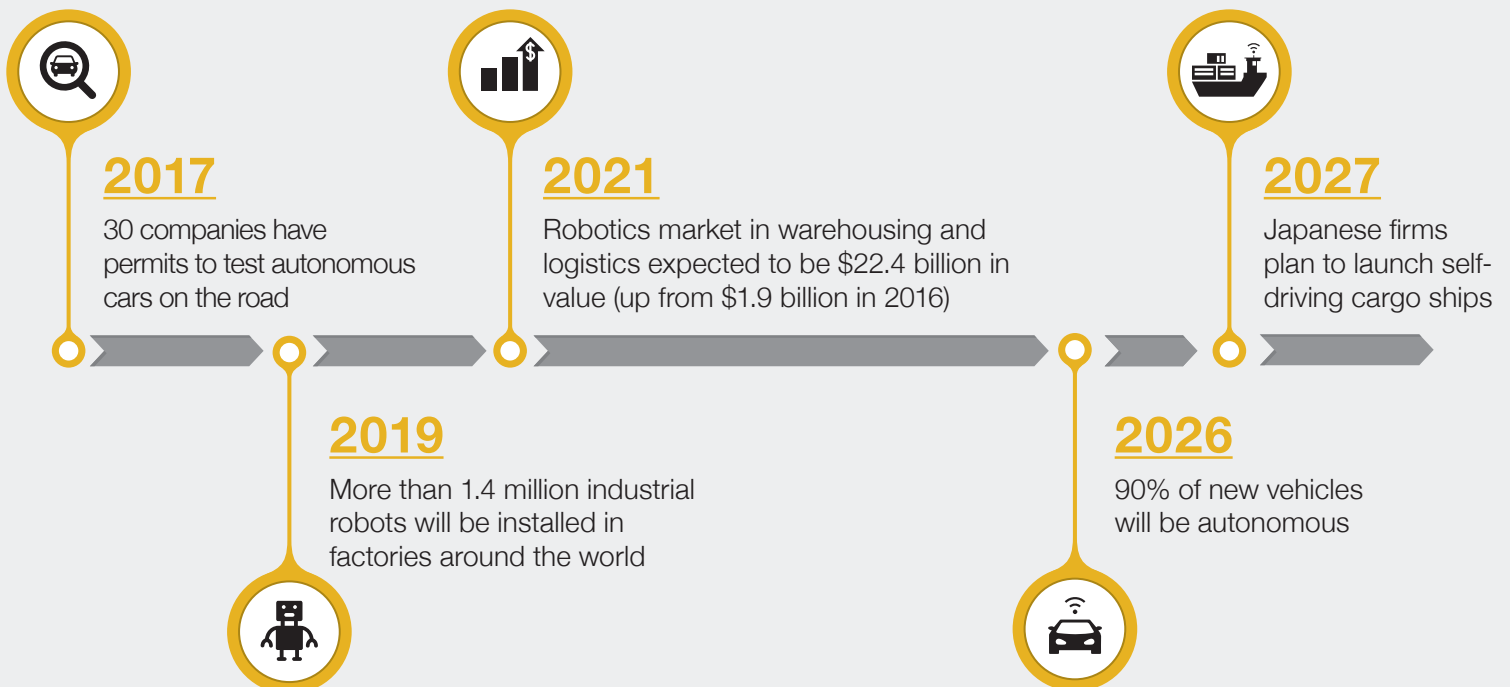 2017
30 companies have
permits to test autonomous
cars on the road
2019
More than 1.4 million industrial
robots will be installed in
factories around the world
$
2021
Robotics market in warehousing and
logistics expected to be $22.4 billion in
value (up from $1.9 billion in 2016)
2026
90% of new vehicles
will be autonomous
2027
Japanese firms
plan to launch self-
driving cargo ships